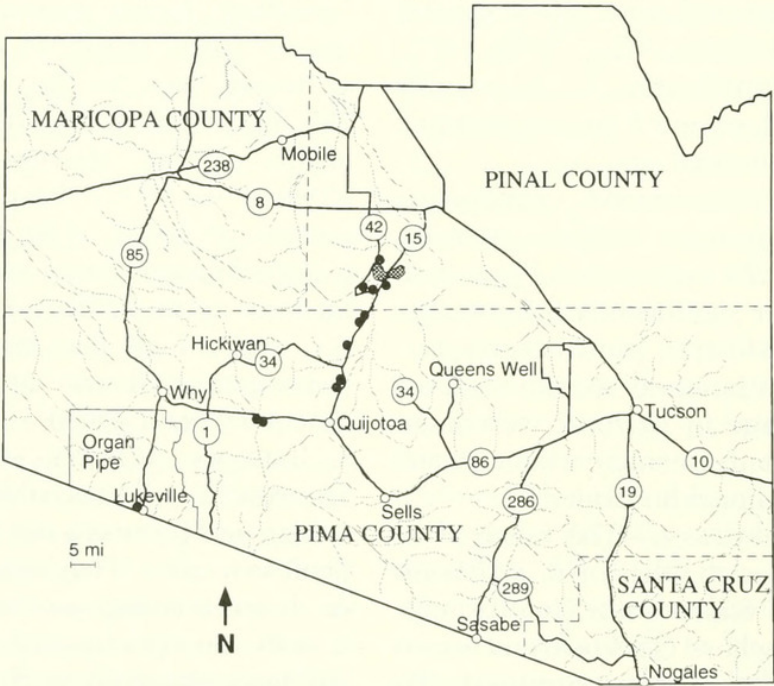 MARICOPA COUNTY
Mobile
238
PINAL COUNTY
8
42
15
85
Hickiwan
34
Queens Well
34
Why
Tucson
Quijotoa
1
Organ
Pipe
86
10
Lukeville
Sells
286
19
PIMA COUNTY
5 mi
289
SANTA CRUZ
COUNTY
N
Sasabe
Nogales